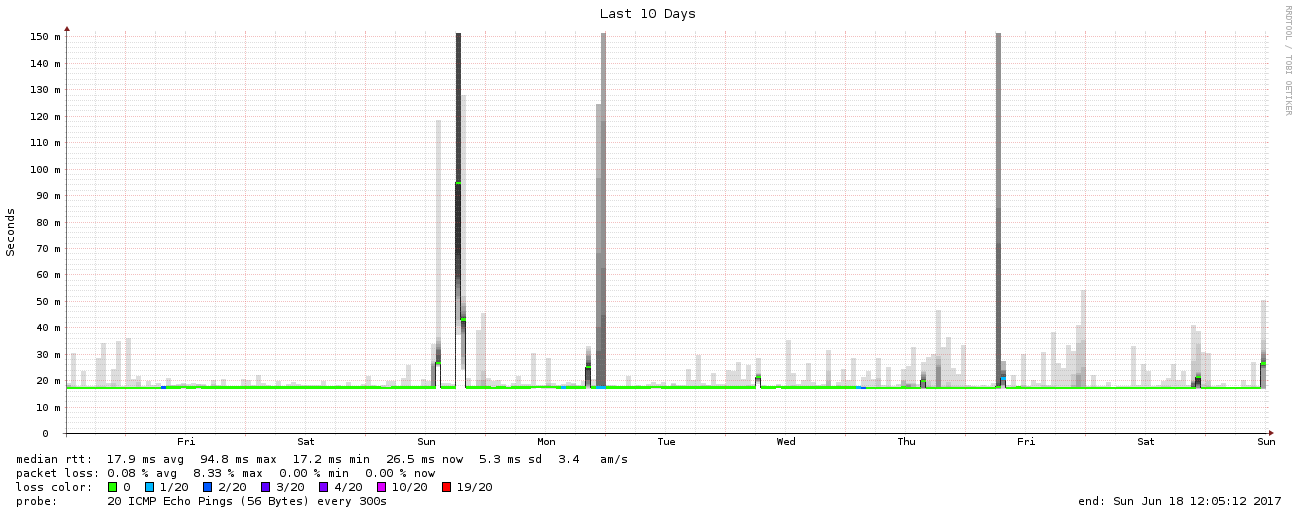 Last 10 Days
RRDTOOL / TOBI OETIKER
Seconds
150 m
140 m
130 m
120 m
110 m
100 m
90 m
80 m
70 m
60 m
50 m
40 m
30 m
20 m
10 m
0
Fri Sat Sun Mon Tue Wed Thu Fri Sat Sun
median rtt: 17.9 ms avg 94.8 ms max 17.2 ms min 26.5 ms now 5.3 ms sd 3.4 am/s
packet loss: 0.08 % avg 8.33 % max 0.00 % min 0.00 % now
loss color: 0 1/20 2/20 3/20 4/20 10/20 19/20
probe: 20 ICMP Echo Pings (56 Bytes) every 300s end: Sun Jun 18 12:05:12 2017